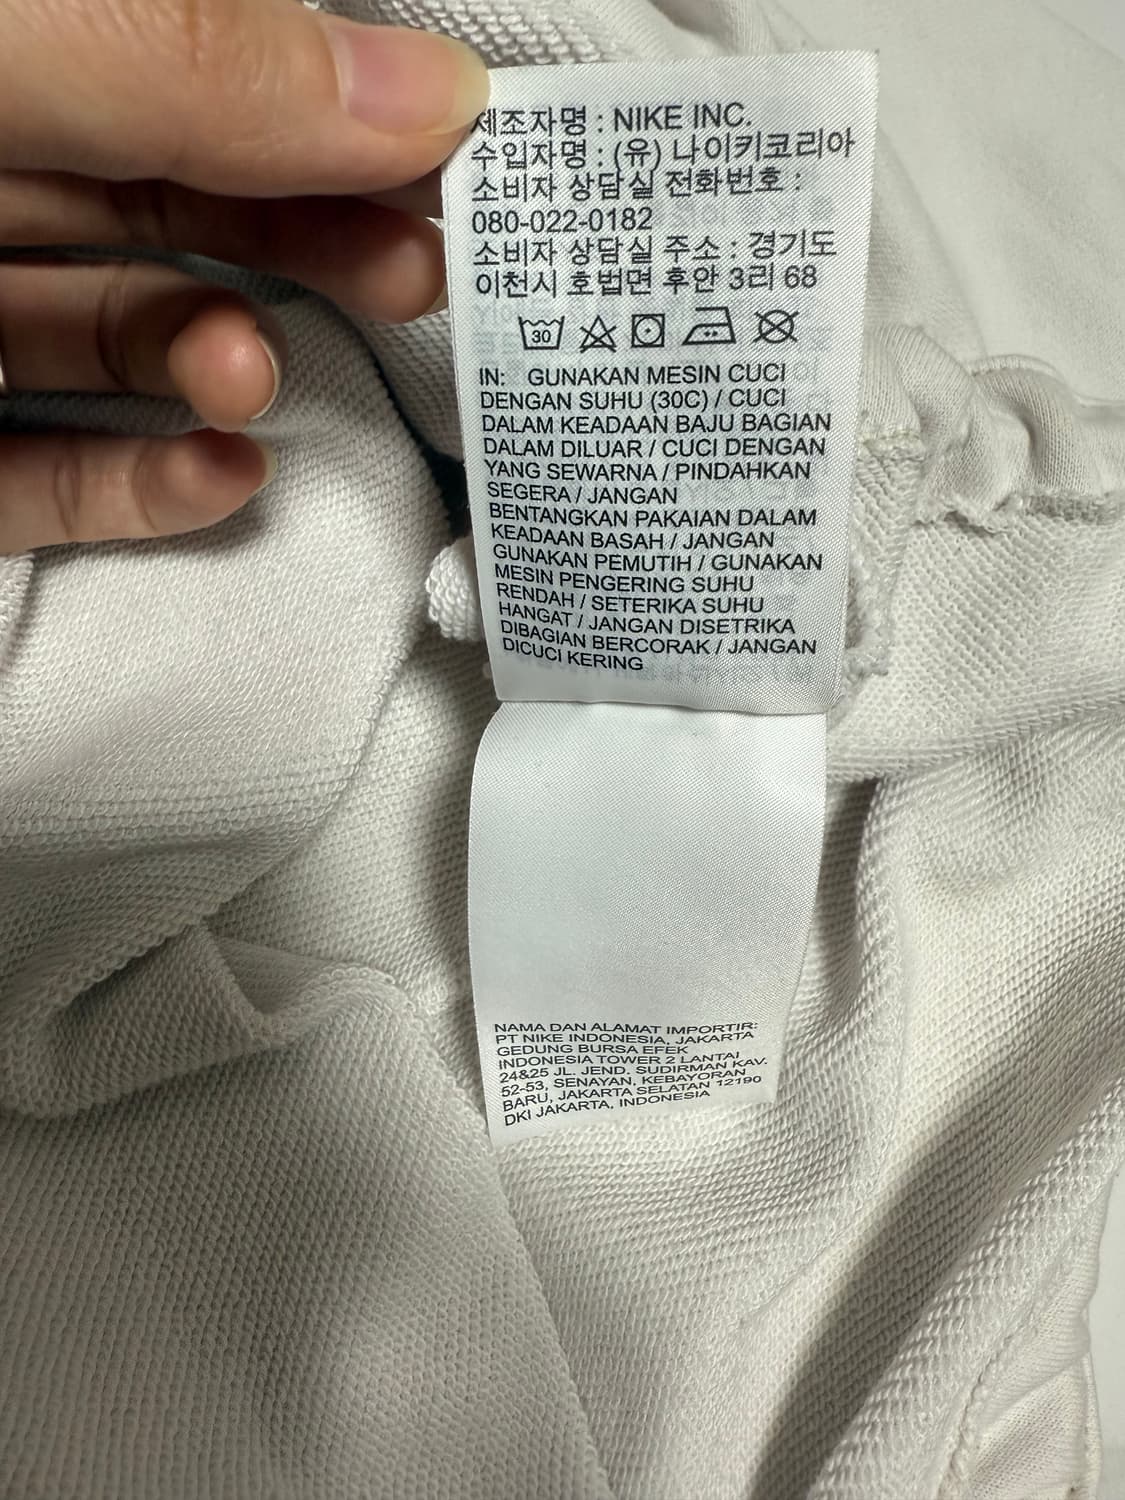 제조자명 : NIKE INC.
수입자명 : (유) 나이키코리아
소비자 상담실 전화번호 :
080-022-0182
소비자 상담실 주소 : 경기도
이천시 호법면 후안 3리 68
30
IN: GUNAKAN MESIN CUCI
DENGAN SUHU (30C) / CUCI
DALAM KEADAAN BAJU BAGIAN
DALAM DILUAR / CUCI DENGAN
YANG SEWARNA / PINDAHKAN
SEGERA / JANGAN
BENTANGKAN PAKAIAN DALAM
KEADAAN BASAH / JANGAN
GUNAKAN PEMUTIH / GUNAKAN
MESIN PENGERING SUHU
RENDAH / SETERIKA SUHU
HANGAT / JANGAN DISETRIKA
DIBAGIAN BERCORAK / JANGAN
DICUCI KERING
NAMA DAN ALAMAT IMPORTIR:
PT NIKE INDONESIA, JAKARTA
GEDUNG BURSA EFEK
INDONESIA TOWER 2 LANTAI
24&25 JL. JEND. SUDIRMAN KAV.
52-53, SENAYAN, KEBAYORAN
BARU, JAKARTA SELATAN 12190
DKI JAKARTA, INDONESIA